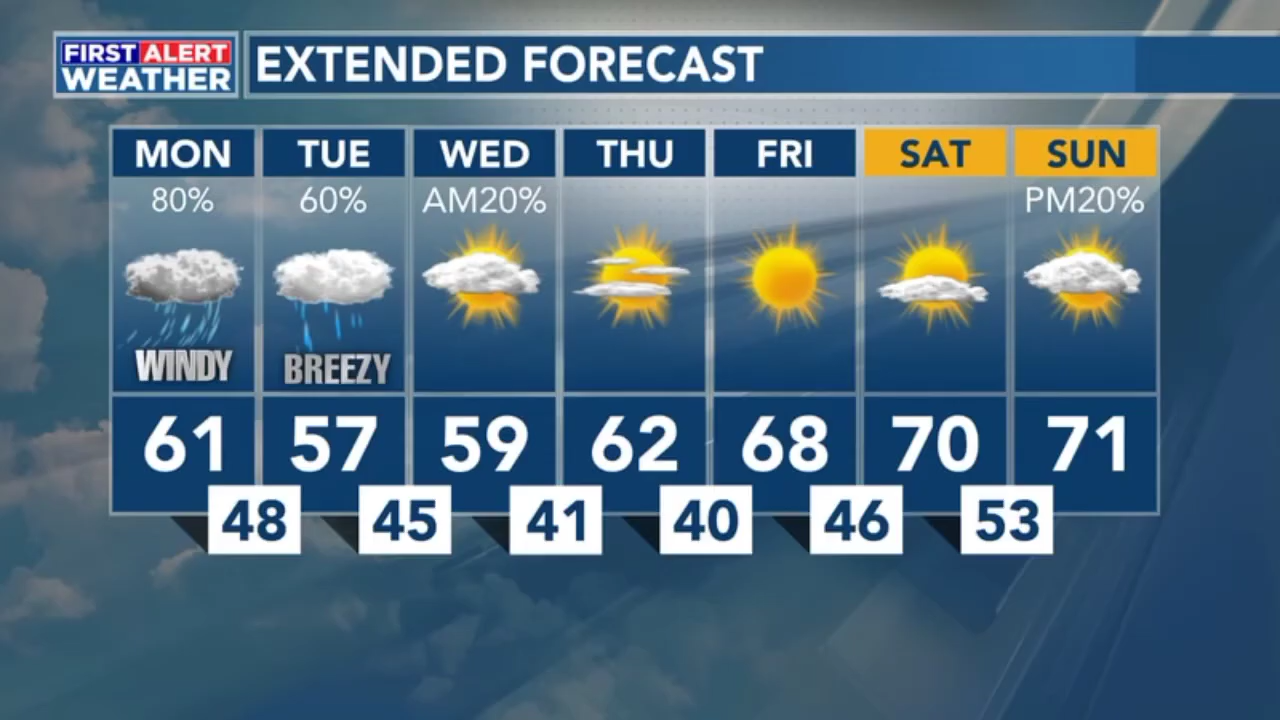 FIRST ALERT
WEATHER
EXTENDED FORECAST
MON TUE WED THU FRI SAT SUN
80% 60% AM20% PM20%
WINDY BREEZY
61 57 59 62 68 70 71
48 45 41 40 46 53